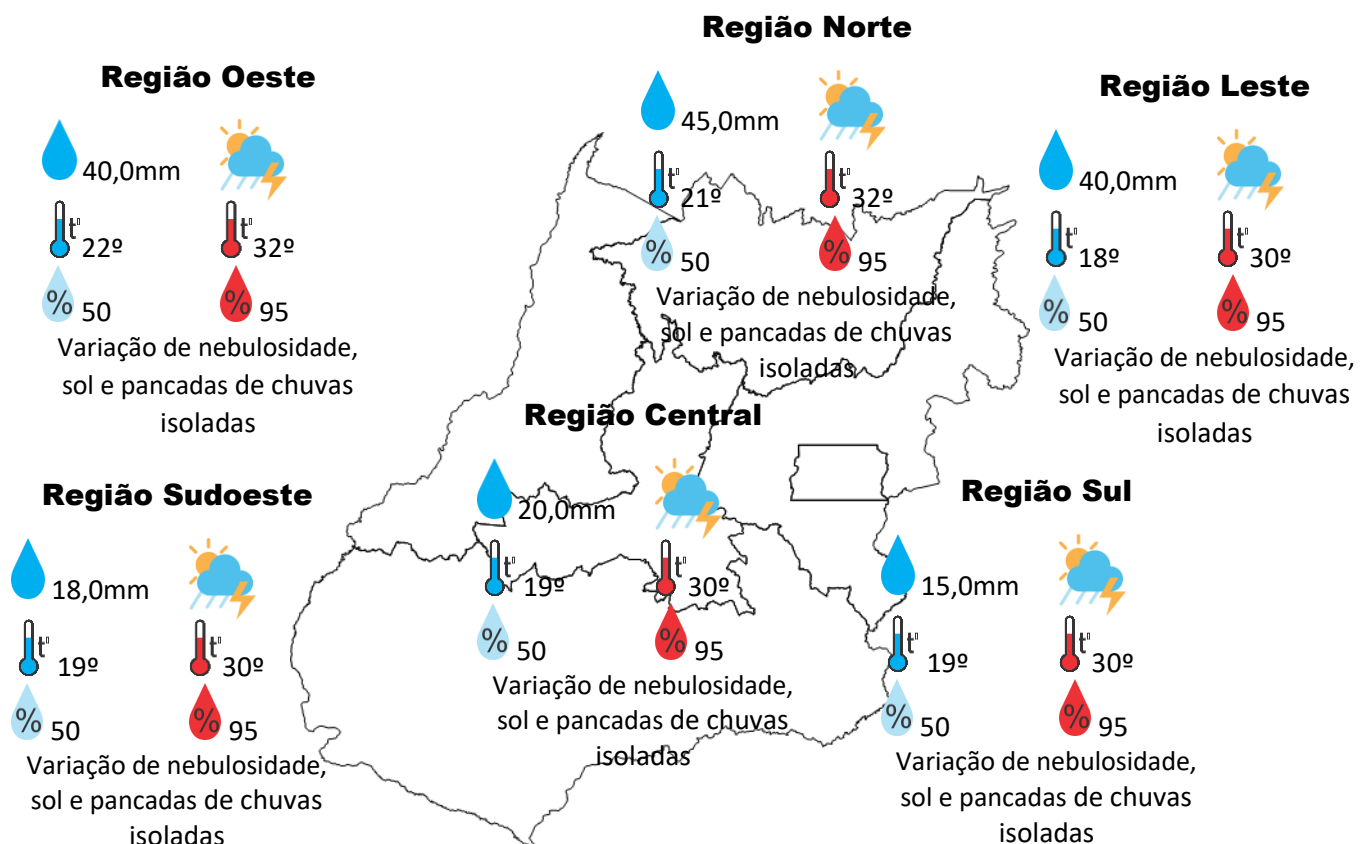 Região Norte
45,0mm
t°
21º
t°
32º
%
50
%
95
Variação de nebulosidade,
sol e pancadas de chuvas
isoladas
Região Oeste
40,0mm
t°
22º
t°
32º
%
50
%
95
Variação de nebulosidade,
sol e pancadas de chuvas
isoladas
Região Leste
40,0mm
t°
18º
t°
30º
%
50
%
95
Variação de nebulosidade,
sol e pancadas de chuvas
isoladas
Região Central
20,0mm
t°
19º
t°
30º
%
50
%
95
Variação de nebulosidade,
sol e pancadas de chuvas
isoladas
Região Sudoeste
18,0mm
t°
19º
t°
30º
%
50
%
95
Variação de nebulosidade,
sol e pancadas de chuvas
isoladas
Região Sul
15,0mm
t°
19º
t°
30º
%
50
%
95
Variação de nebulosidade,
sol e pancadas de chuvas
isoladas